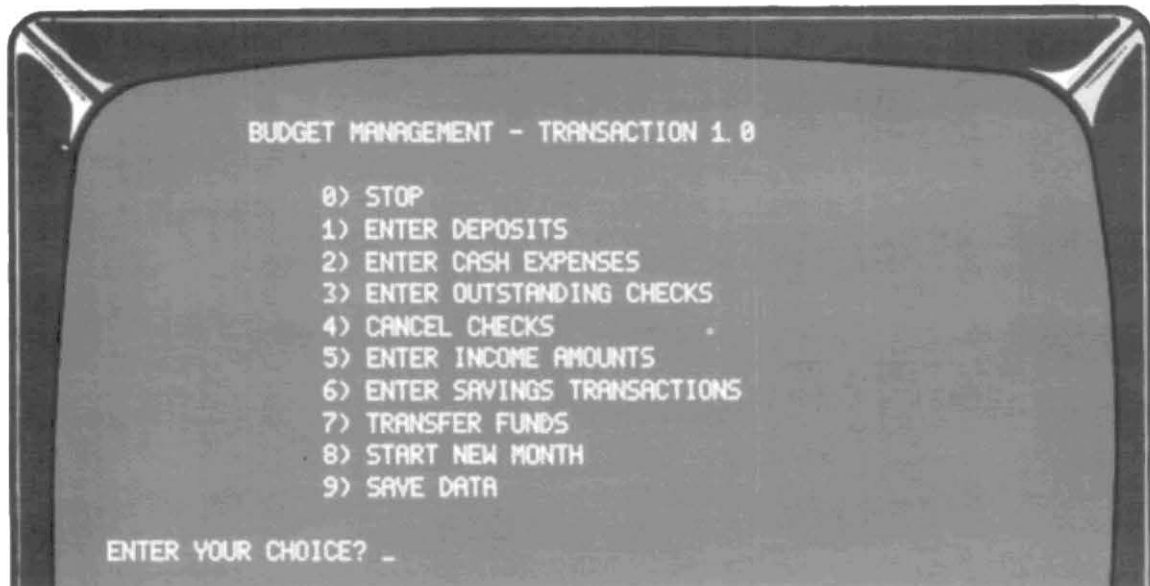 BUDGET MANAGEMENT - TRANSACTION 1.0
0) STOP
1) ENTER DEPOSITS
2) ENTER CASH EXPENSES
3) ENTER OUTSTANDING CHECKS
4) CANCEL CHECKS
5) ENTER INCOME AMOUNTS
6) ENTER SAVINGS TRANSACTIONS
7) TRANSFER FUNDS
8) START NEW MONTH
9) SAVE DATA
ENTER YOUR CHOICE? _